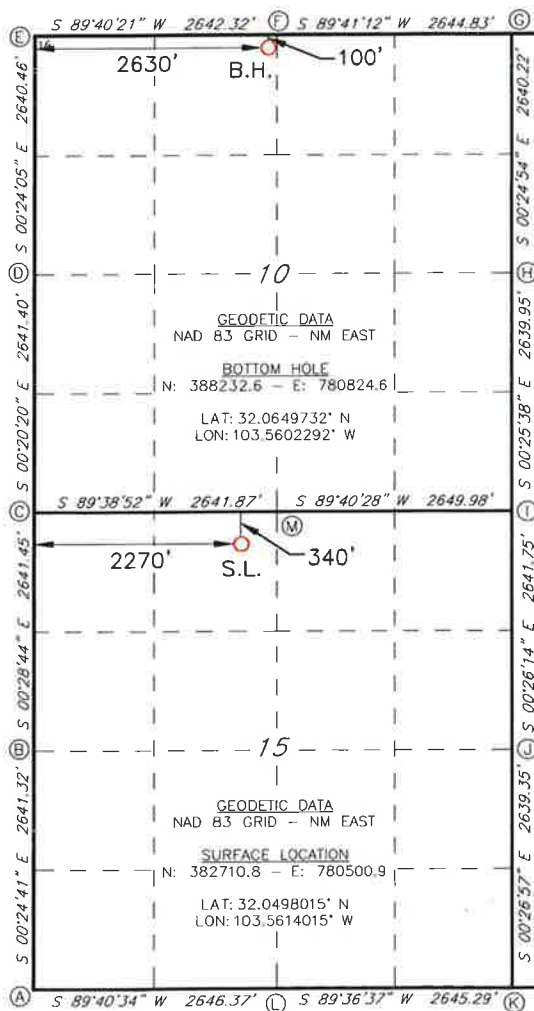 S 89°40'21" W 2642.32' F S 89°41'12" W 2644.83' G
E
2630' B.H. 100'
S 00°24'05" E 2640.46'
S 00°24'54" E 2640.22'
D 10 H
GEODETIC DATA
NAD 83 GRID – NM EAST
BOTTOM HOLE
N: 388232.6 – E: 780824.6
LAT: 32.0649732° N
LON: 103.5602292° W
S 00°20'20" E 2641.40'
S 00°25'38" E 2639.95'
S 89°38'52" W 2641.87' S 89°40'28" W 2649.98'
C M I
2270' S.L. 340'
S 00°28'44" E 2641.45'
S 00°26'14" E 2641.75'
B 15 J
GEODETIC DATA
NAD 83 GRID – NM EAST
SURFACE LOCATION
N: 382710.8 – E: 780500.9
LAT: 32.0498015° N
LON: 103.5614015° W
S 00°24'41" E 2641.32'
S 00°26'57" E 2639.35'
A S 89°40'34" W 2646.37' L S 89°36'37" W 2645.29' K